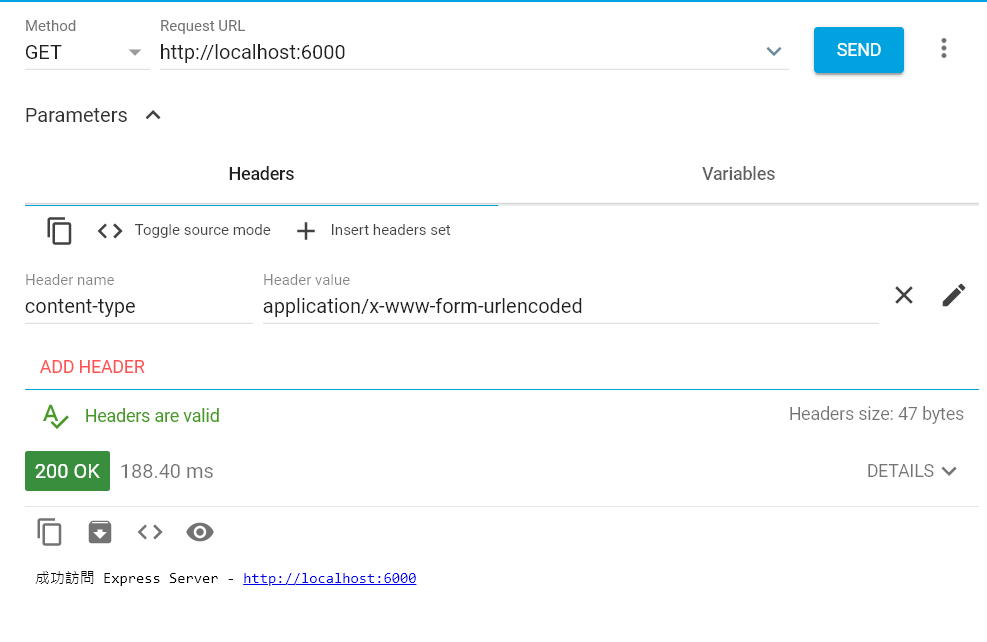 Method
Request URL
GET
http://localhost:6000
SEND
Parameters
Headers
Variables
Toggle source mode
Insert headers set
Header name
Header value
content-type
application/x-www-form-urlencoded
ADD HEADER
Headers are valid
Headers size: 47 bytes
200 OK
188.40 ms
DETAILS
成功訪問 Express Server - http://localhost:6000